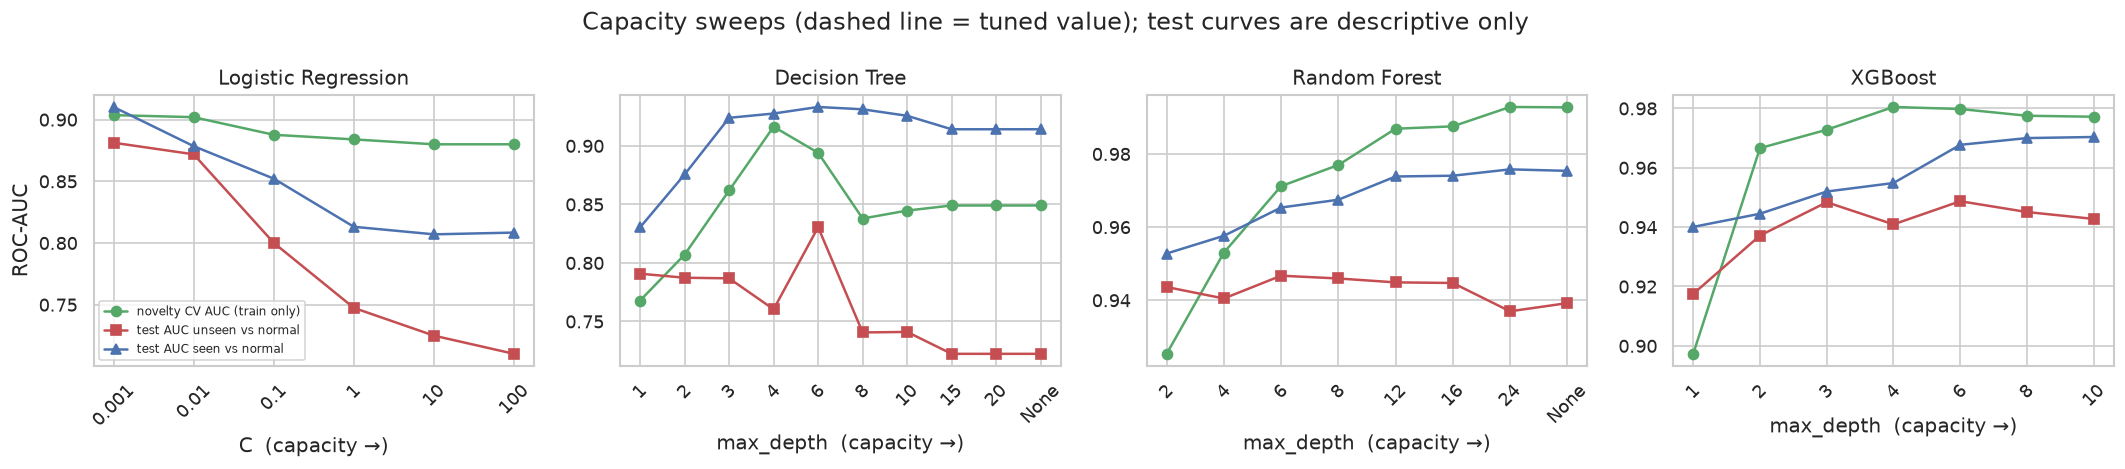 Capacity sweeps (dashed line = tuned value); test curves are descriptive only
Logistic Regression
ROC-AUC
0.90
0.85
0.80
0.75
novelty CV AUC (train only)
test AUC unseen vs normal
test AUC seen vs normal
0.001 0.01 0.1 1 10 100
C (capacity →)
Decision Tree
0.90
0.85
0.80
0.75
1 2 3 4 6 8 10 15 20 None
max_depth (capacity →)
Random Forest
0.98
0.96
0.94
2 4 6 8 12 16 24 None
max_depth (capacity →)
XGBoost
0.98
0.96
0.94
0.92
0.90
1 2 3 4 6 8 10
max_depth (capacity →)